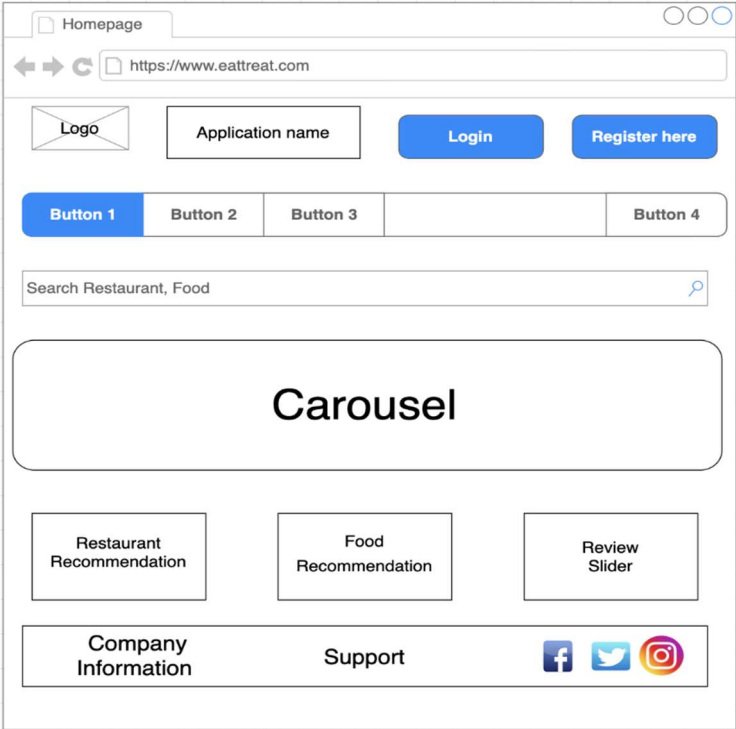 Homepage
https://www.eattreat.com
Logo
Application name
Login
Register here
Button 1
Button 2
Button 3
Button 4
Search Restaurant, Food
Carousel
Restaurant
Recommendation
Food
Recommendation
Review
Slider
Company
Information
Support